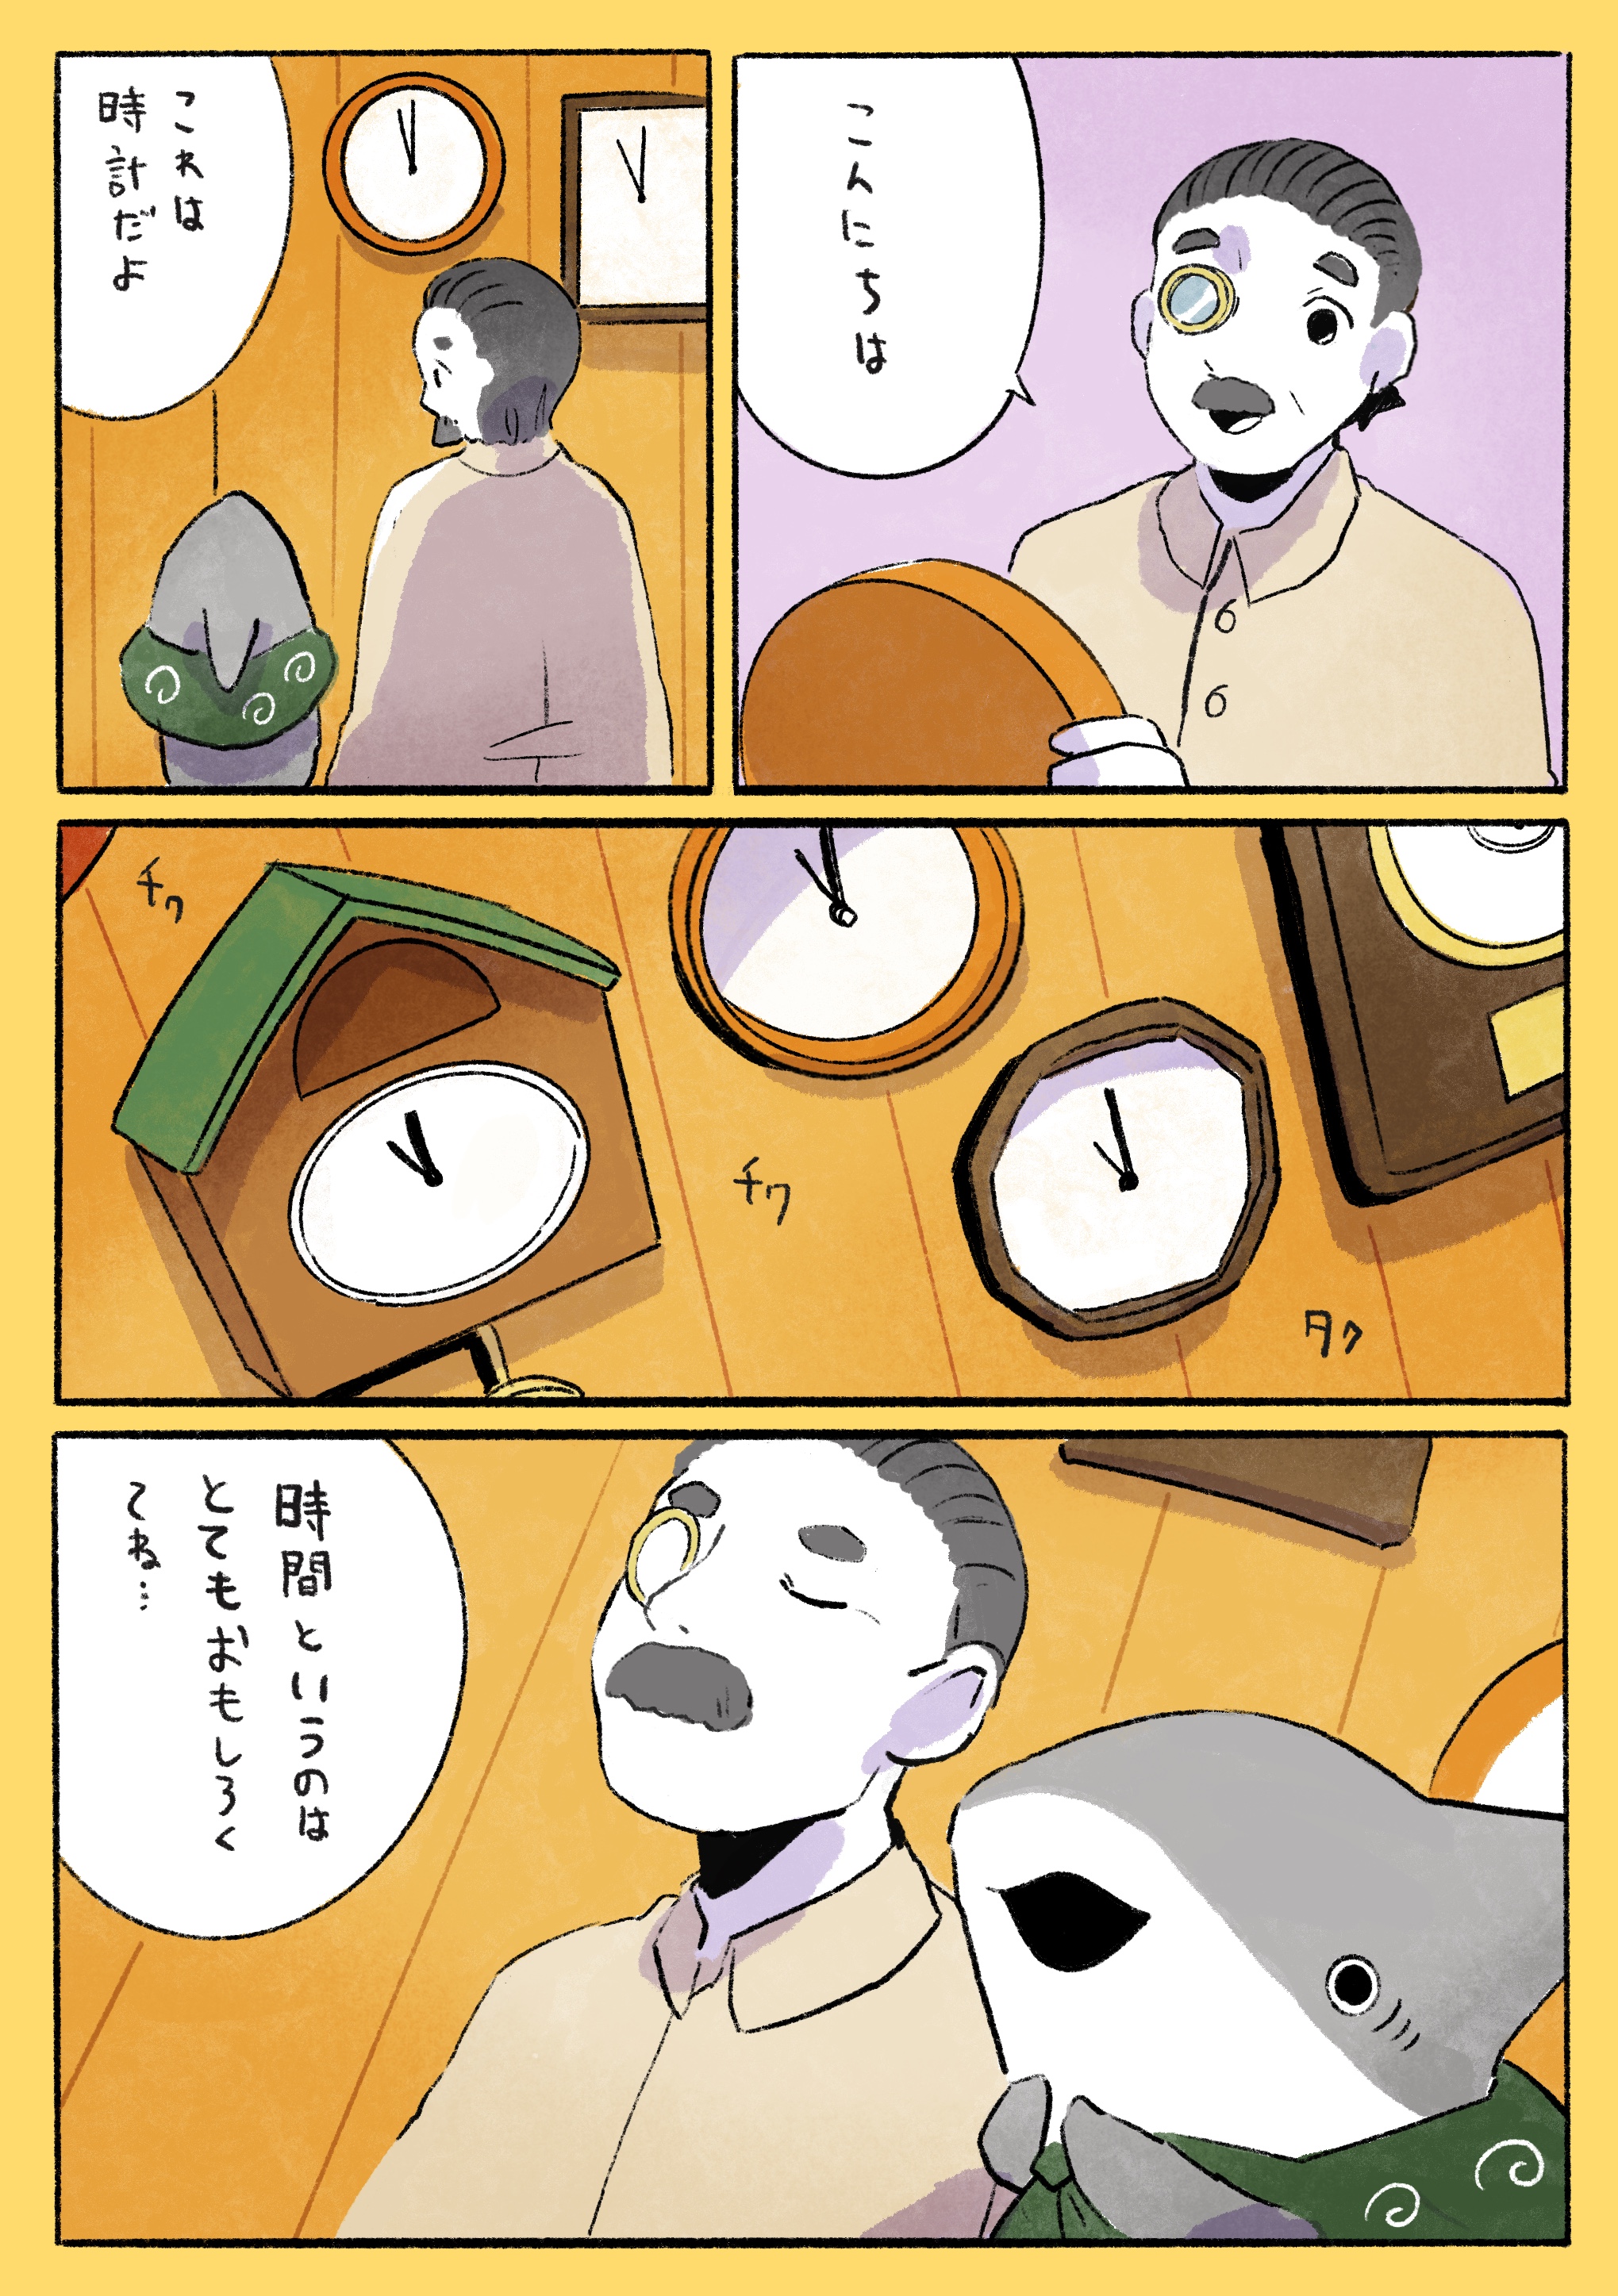 こんにちは
これは
時計だよ
チク
チク
タク
時間というのは
とてもおもしろく
てね…